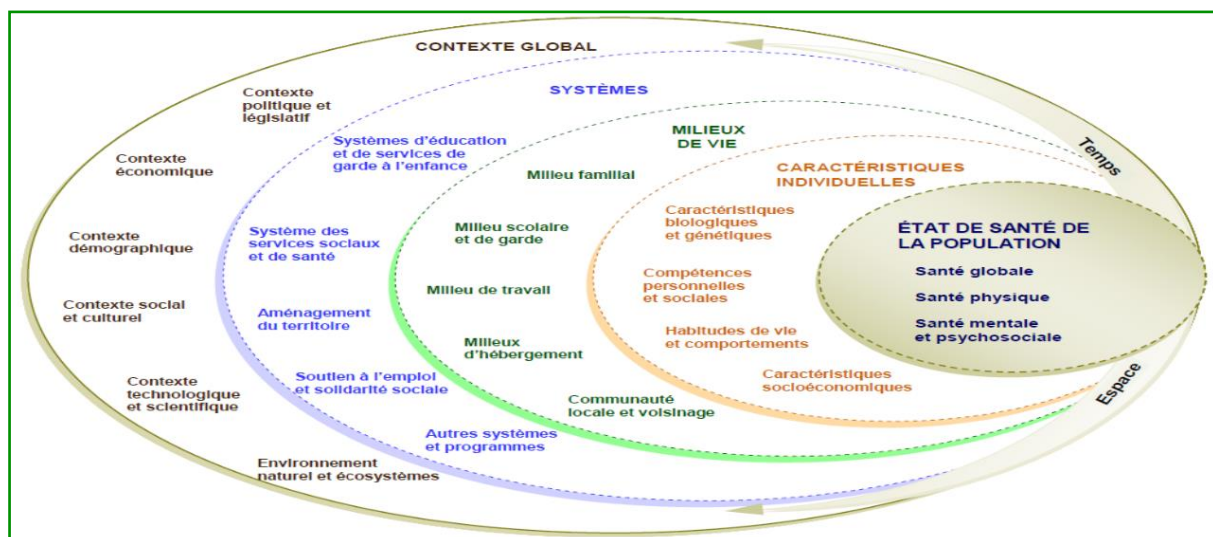 CONTEXTE GLOBAL
Contexte
politique et
législatif
Contexte
économique
Contexte
démographique
Contexte social
et culturel
Contexte
technologique
et scientifique
Environnement
naturel et écosystèmes
SYSTÈMES
Systèmes d'éducation
et de services de
garde à l'enfance
Système des
services sociaux
et de santé
Aménagement
du territoire
Soutien à l'emploi
et solidarité sociale
Autres systèmes
et programmes
MILIEUX
DE VIE
Milieu familial
Milieu scolaire
et de garde
Milieu de travail
Milieux
d'hébergement
Communauté
locale et voisinage
CARACTÉRISTIQUES
INDIVIDUELLES
Caractéristiques
biologiques
et génétiques
Compétences
personnelles
et sociales
Habitudes de vie
et comportements
Caractéristiques
socioéconomiques
ÉTAT DE SANTÉ DE
LA POPULATION
Santé globale
Santé physique
Santé mentale
et psychosociale
Temps
Espace